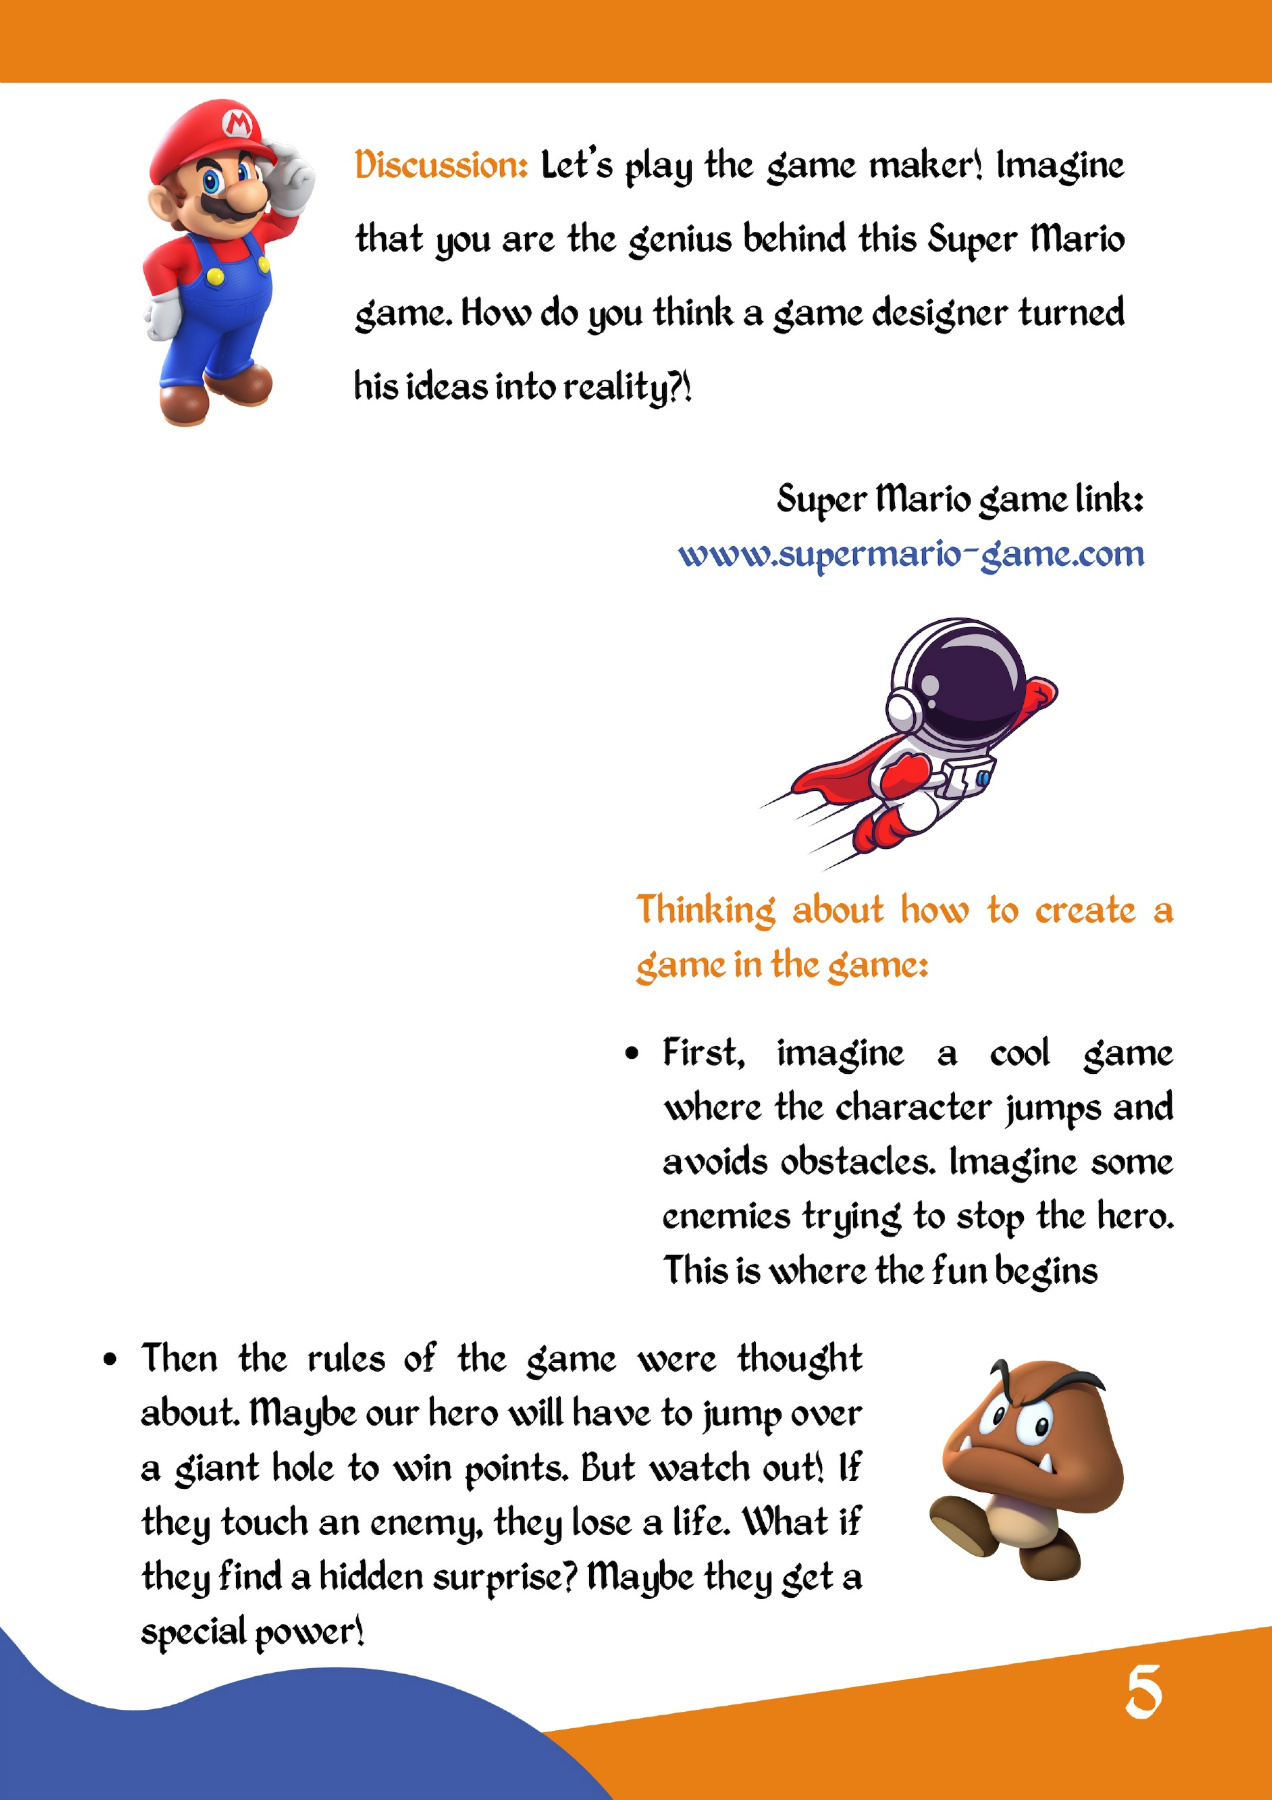 Discussion: Let's play the game maker! Imagine
that you are the genius behind this Super Mario
game. How do you think a game designer turned
his ideas into reality?!
Super Mario game link:
www.supermario-game.com
Thinking about how to create a
game in the game:
• First, imagine a cool game
where the character jumps and
avoids obstacles. Imagine some
enemies trying to stop the hero.
This is where the fun begins
• Then the rules of the game were thought
about. Maybe our hero will have to jump over
a giant hole to win points. But watch out! If
they touch an enemy, they lose a life. What if
they find a hidden surprise? Maybe they get a
special power!
5